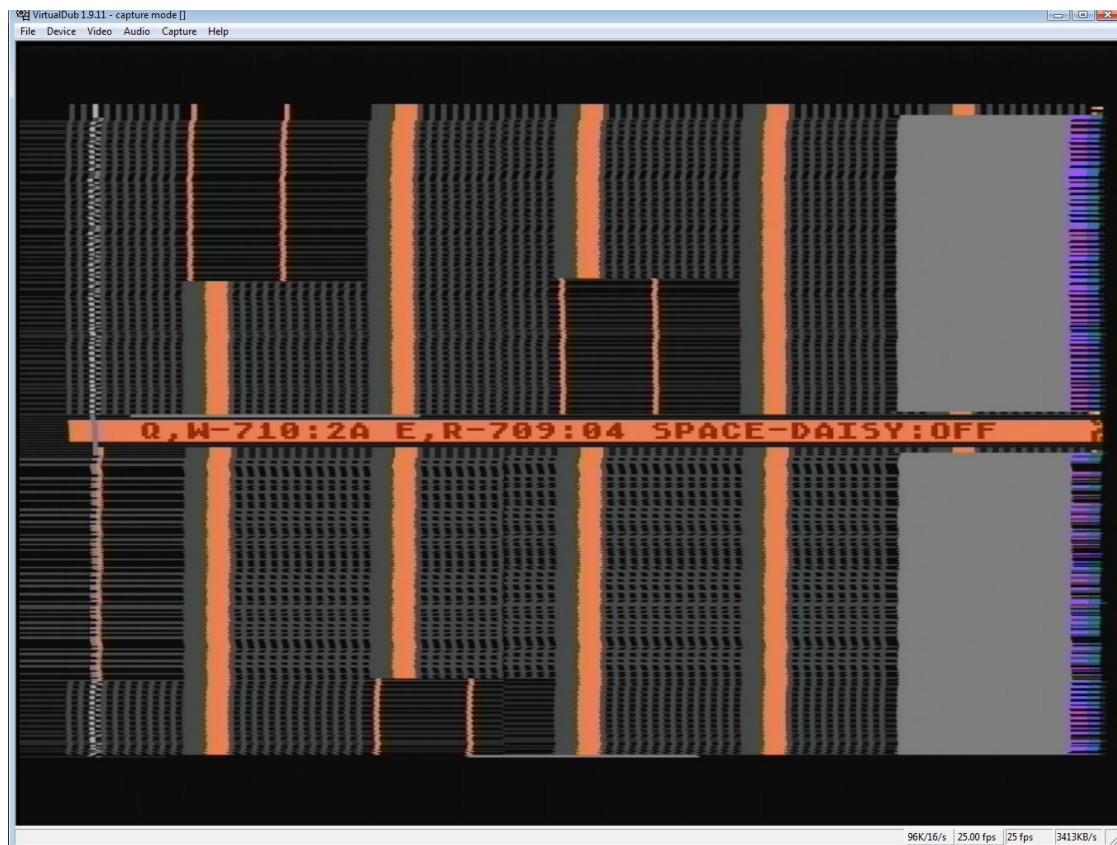 VirtualDub 1.9.11 - capture mode []
File Device Video Audio Capture Help
Q,W-710:2A E,R-709:04 SPACE-DAISY:OFF
96K/16/s 25.00 fps 25 fps 3413KB/s